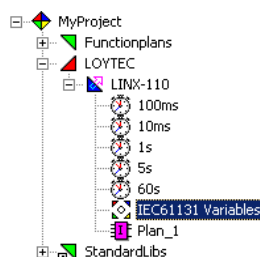 MyProject
Functionplans
LOYTEC
LINX-110
100ms
10ms
1s
5s
60s
IEC61131 Variables
Plan_1
StandardLibs